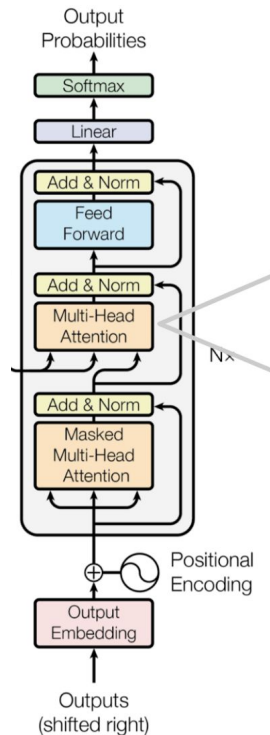 Output
Probabilities
Softmax
Linear
Add & Norm
Feed
Forward
Add & Norm
Multi-Head
Attention
N×
Add & Norm
Masked
Multi-Head
Attention
Positional
Encoding
Output
Embedding
Outputs
(shifted right)